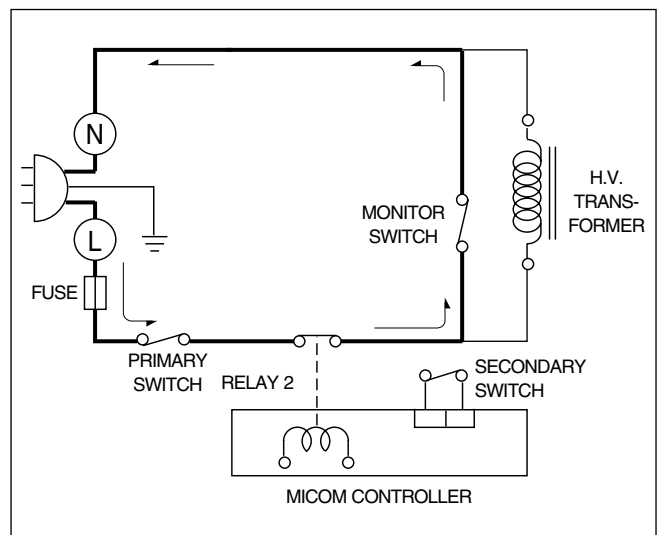 N
H.V.
TRANS-
FORMER
MONITOR
SWITCH
L
FUSE
PRIMARY
SWITCH
RELAY 2
SECONDARY
SWITCH
MICOM CONTROLLER